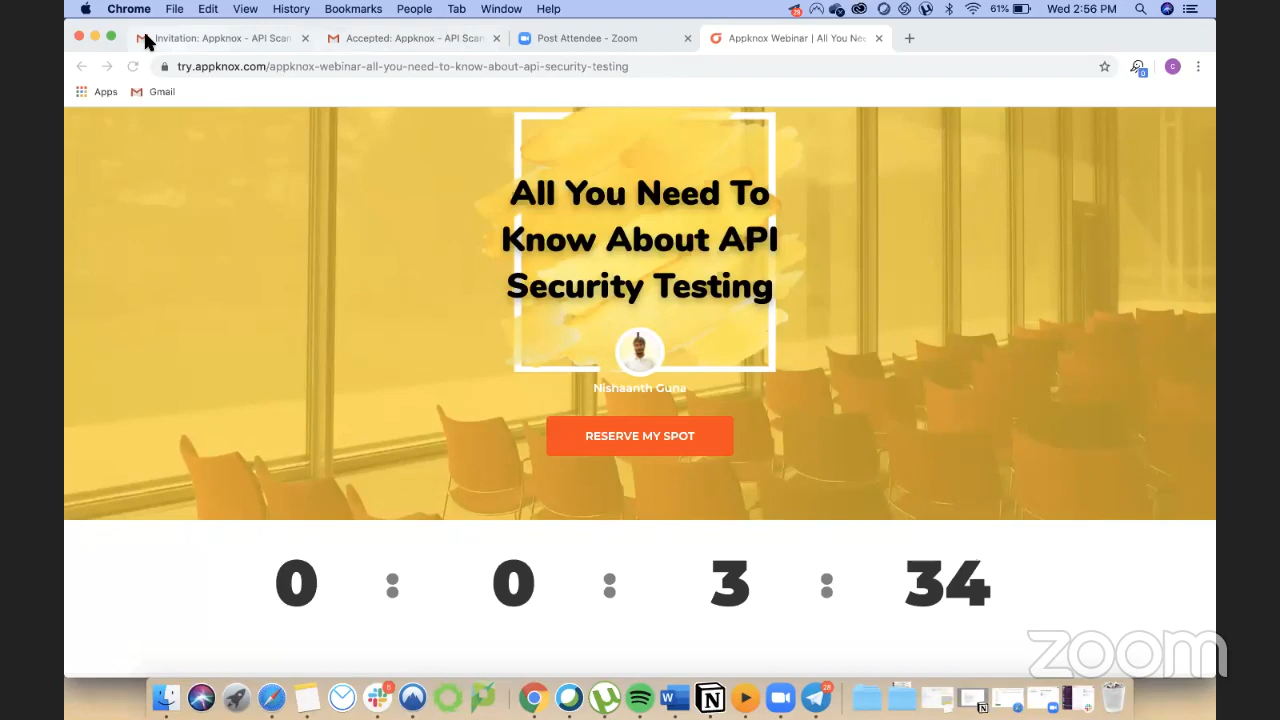 Chrome File Edit View History Bookmarks People Tab Window Help 61% Wed 2:56 PM
Invitation: Appknox - API Scan Accepted: Appknox - API Scan Post Attendee - Zoom Appknox Webinar | All You Nee
try.appknox.com/appknox-webinar-all-you-need-to-know-about-api-security-testing
Apps Gmail
All You Need To
Know About API
Security Testing
Nishaanth Guna
RESERVE MY SPOT
0 : 0 : 3 : 34
zoom